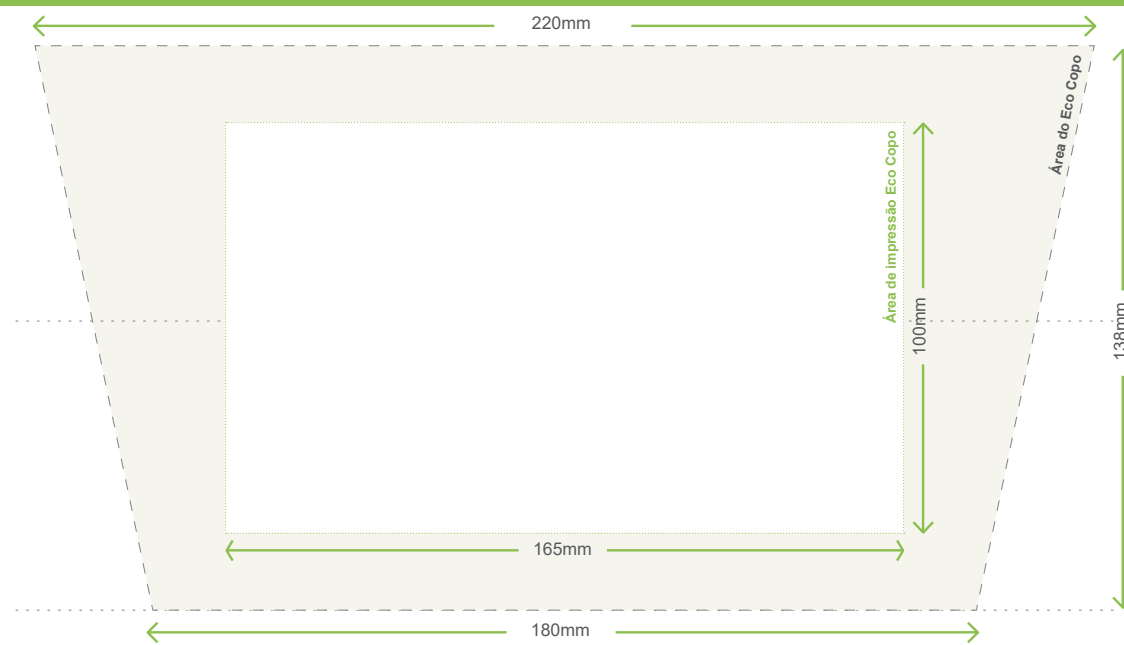 220mm
Área do Eco Copo
Área de impressão Eco Copo
100mm
138mm
165mm
180mm